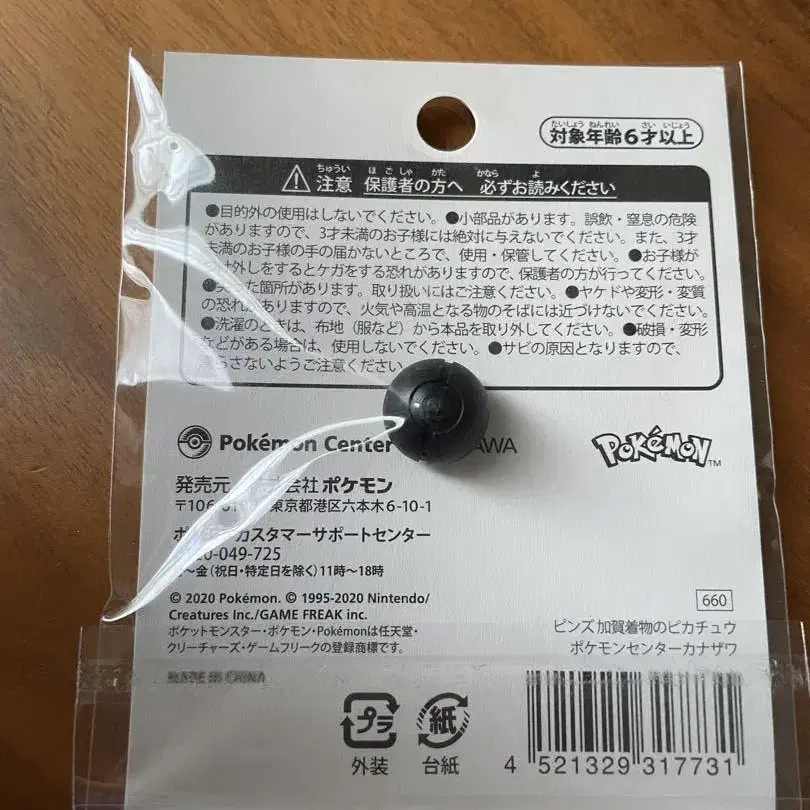 たいしょう ねんれい さい いじょう
対象年齢6才以上
ちゅうい ほごしゃ かた かなら よ
注意 保護者の方へ 必ずお読みください
●目的外の使用はしないでください。●小部品があります。誤飲・窒息の危険
がありますので、3才未満のお子様には絶対に与えないでください。また、3才
未満のお子様の手の届かないところで、使用・保管してください。●お子様が
外しをするとケガをする恐れがありますので、保護者の方が行ってください。
った箇所があります。取り扱いにはご注意ください。●ヤケドや変形・変質
の恐れがありますので、火気や高温となる物のそばには近づけないでください。
●洗濯のときは、布地(服など)から本品を取り外してください。●破損・変形
などがある場合は、使用しないでください。●サビの原因となりますので、
らさないようご注意ください
Pokémon Center AWA
POKéMON TM
発売元 会社ポケモン
〒106 東京都港区六本木6-10-1
カスタマーサポートセンター
20-049-725
~金(祝日・特定日を除く)11時~18時
© 2020 Pokémon. © 1995-2020 Nintendo/
Creatures Inc./GAME FREAK inc.
ポケットモンスター・ポケモン・Pokémonは任天堂・
クリーチャーズ・ゲームフリークの登録商標です。
MADE IN CHINA
660
ピンズ 加賀着物のピカチュウ
ポケモンセンターカナザワ
プラ 紙
外装 台紙
4 521329 317731